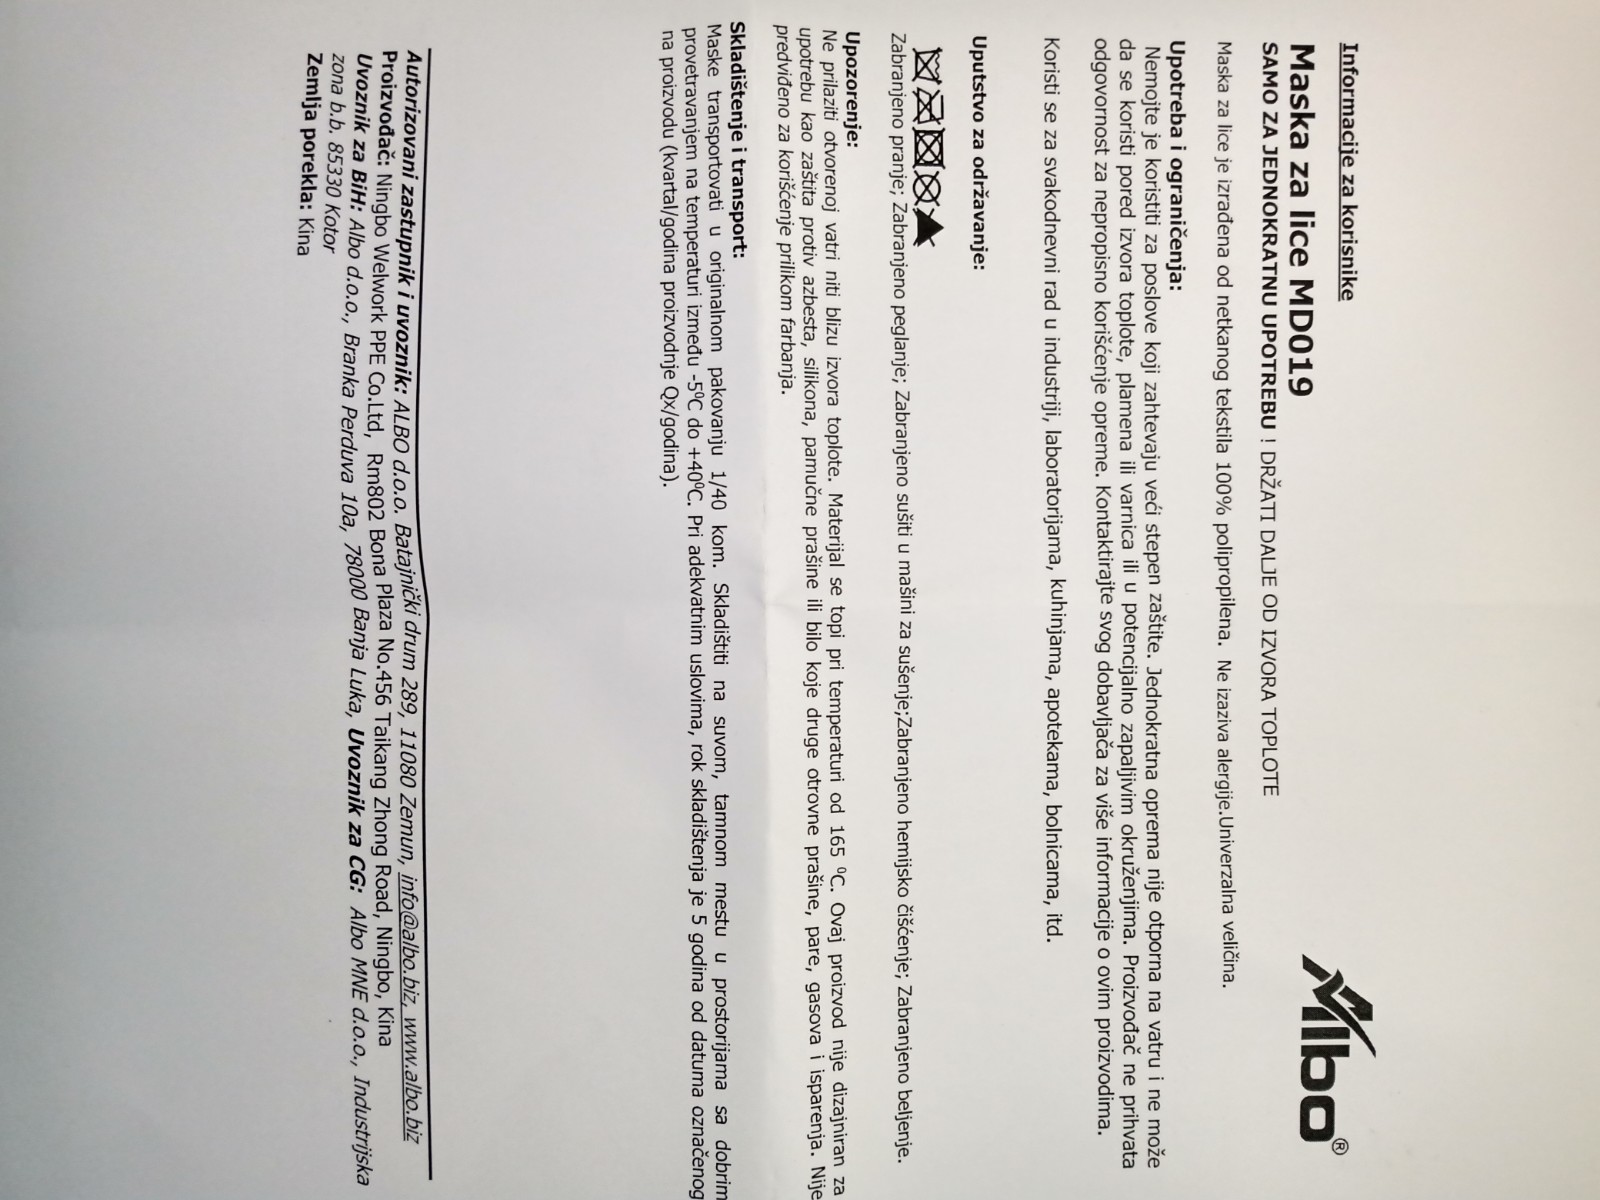 Informacije za korisnike
Albo®
Maska za lice MD019
SAMO ZA JEDNOKRATNU UPOTREBU ! DRŽATI DALJE OD IZVORA TOPLOTE
Maska za lice je izrađena od netkanog tekstila 100% polipropilena. Ne izaziva alergije.Univerzalna veličina.
Upotreba i ograničenja:
Nemojte je koristiti za poslove koji zahtevaju veći stepen zaštite. Jednokratna oprema nije otporna na vatru i ne može
da se koristi pored izvora toplote, plamena ili varnica ili u potencijalno zapaljivim okruženjima. Proizvođač ne prihvata
odgovornost za nepropisno korišćenje opreme. Kontaktirajte svog dobavljača za više informacije o ovim proizvodima.
Koristi se za svakodnevni rad u industriji, laboratorijama, kuhinjama, apotekama, bolnicama, itd.
Uputstvo za održavanje:
Zabranjeno pranje; Zabranjeno peglanje; Zabranjeno sušiti u mašini za sušenje;Zabranjeno hemijsko čišćenje; Zabranjeno beljenje.
Upozorenje:
Ne prilaziti otvorenoj vatri niti blizu izvora toplote. Materijal se topi pri temperaturi od 165 ⁰C. Ovaj proizvod nije dizajniran za
upotrebu kao zaštita protiv azbesta, silikona, pamučne prašine ili bilo koje druge otrovne prašine, pare, gasova i isparenja. Nije
predviđeno za korišćenje prilikom farbanja.
Skladištenje i transport:
Maske transportovati u originalnom pakovanju 1/40 kom. Skladištiti na suvom, tamnom mestu u prostorijama sa dobrim
provetravanjem na temperaturi između -5⁰C do +40⁰C. Pri adekvatnim uslovima, rok skladištenja je 5 godina od datuma označenog
na proizvodu (kvartal/godina proizvodnje Qx/godina).
Autorizovani zastupnik i uvoznik: ALBO d.o.o. Batajnički drum 289, 11080 Zemun, info@albo.biz, www.albo.biz
Proizvođač: Ningbo Welwork PPE Co.Ltd, Rm802 Bona Plaza No.456 Taikang Zhong Road, Ningbo, Kina
Uvoznik za BiH: Albo d.o.o., Branka Perduva 10a, 78000 Banja Luka, Uvoznik za CG: Albo MNE d.o.o., Industrijska
zona b.b. 85330 Kotor
Zemlja porekla: Kina